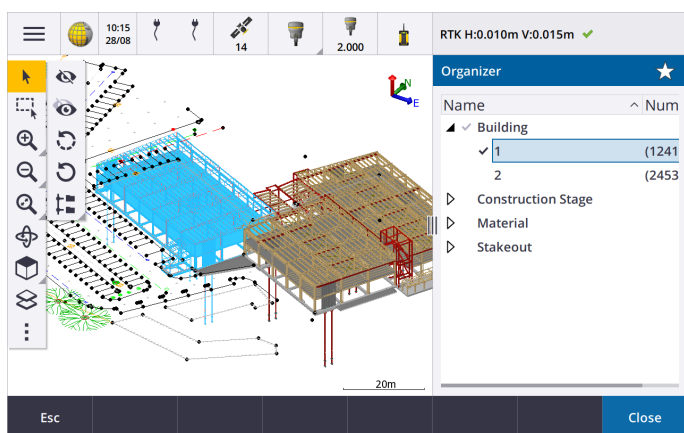 10:15
28/08
14
2.000
RTK H:0.010m V:0.015m
Organizer
Name Num
Building
1 (1241
2 (2453
Construction Stage
Material
Stakeout
N
E
20m
Esc
Close